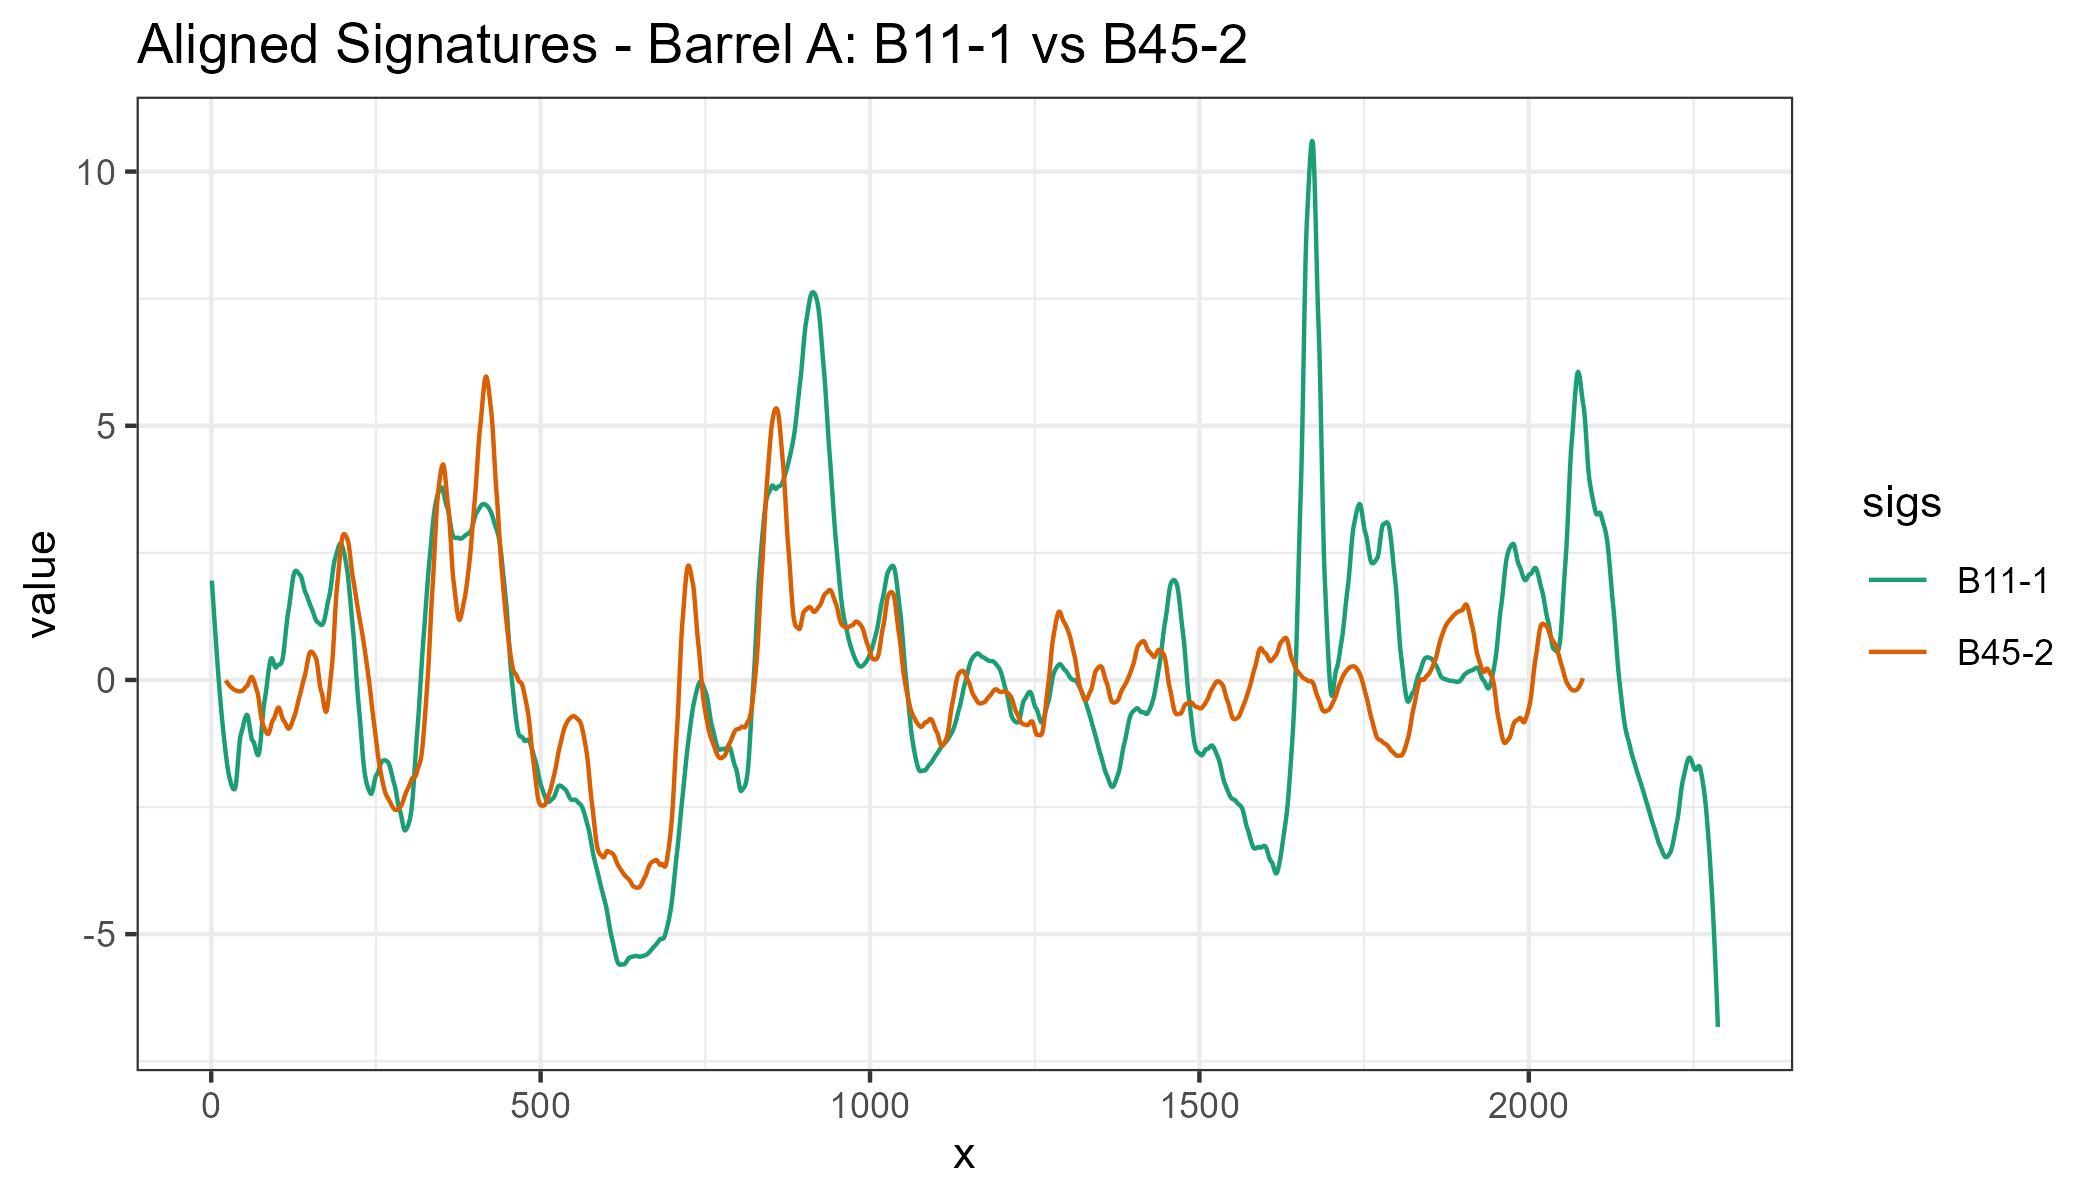 Aligned Signatures - Barrel A: B11-1 vs B45-2
10
5
0
-5
value
0 500 1000 1500 2000
x
sigs
B11-1
B45-2